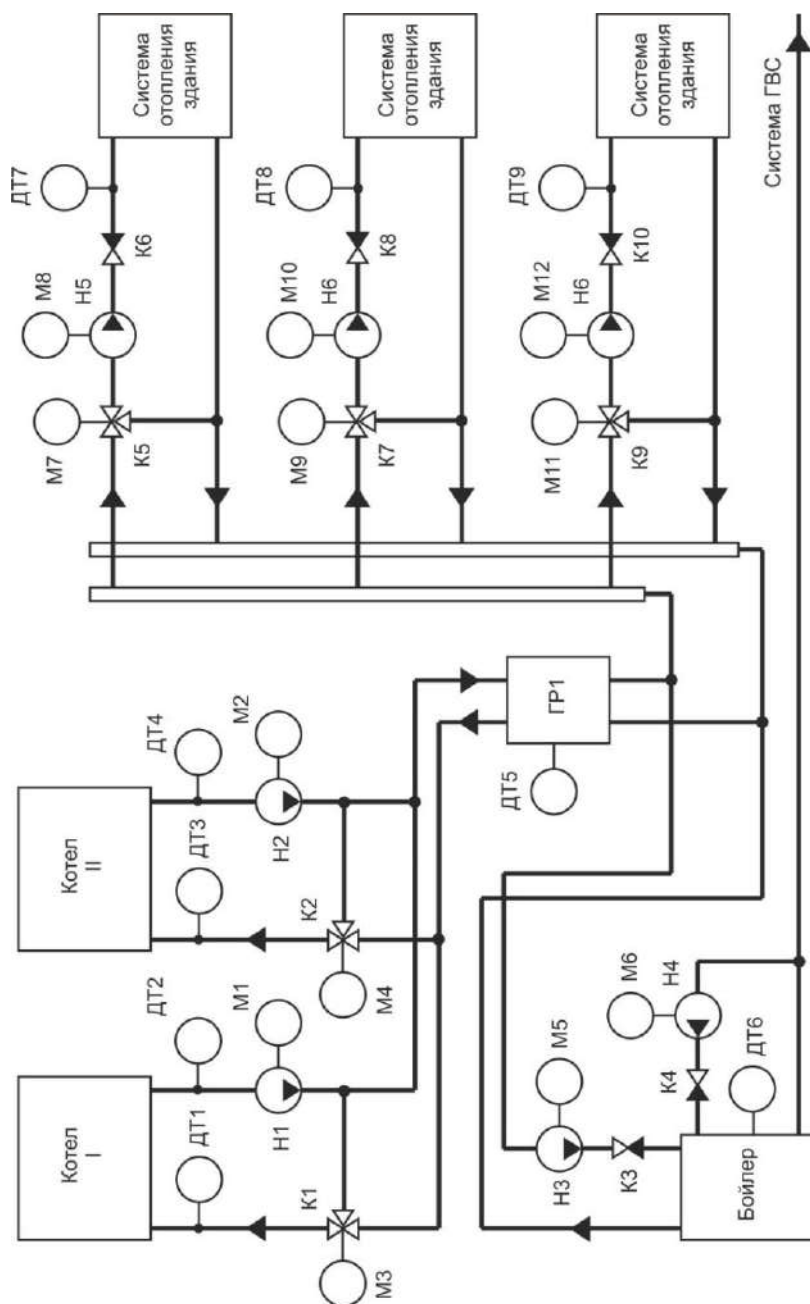 Котел
I
ДТ1
ДТ2
М1
Н1
К1
М3
Котел
II
ДТ3
ДТ4
М2
Н2
К2
М4
ГР1
ДТ5
Бойлер
ДТ6
Н3
М5
К3
К4
М6
Н4
Система ГВС
М7
К5
М8
Н5
К6
ДТ7
Система
отопления
здания
М9
К7
М10
Н6
К8
ДТ8
Система
отопления
здания
М11
К9
М12
Н6
К10
ДТ9
Система
отопления
здания